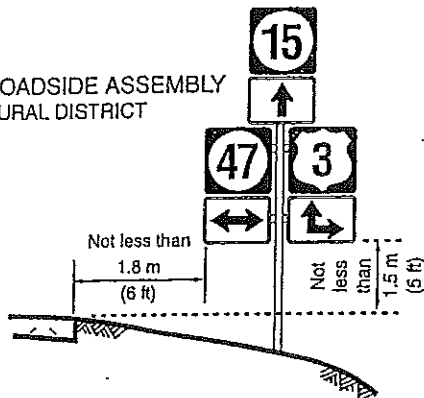 15
OADSIDE ASSEMBLY
URAL DISTRICT
47
3
Not less than
1.8 m
(6 ft)
Not
less
than
1.5 m
(5 ft)